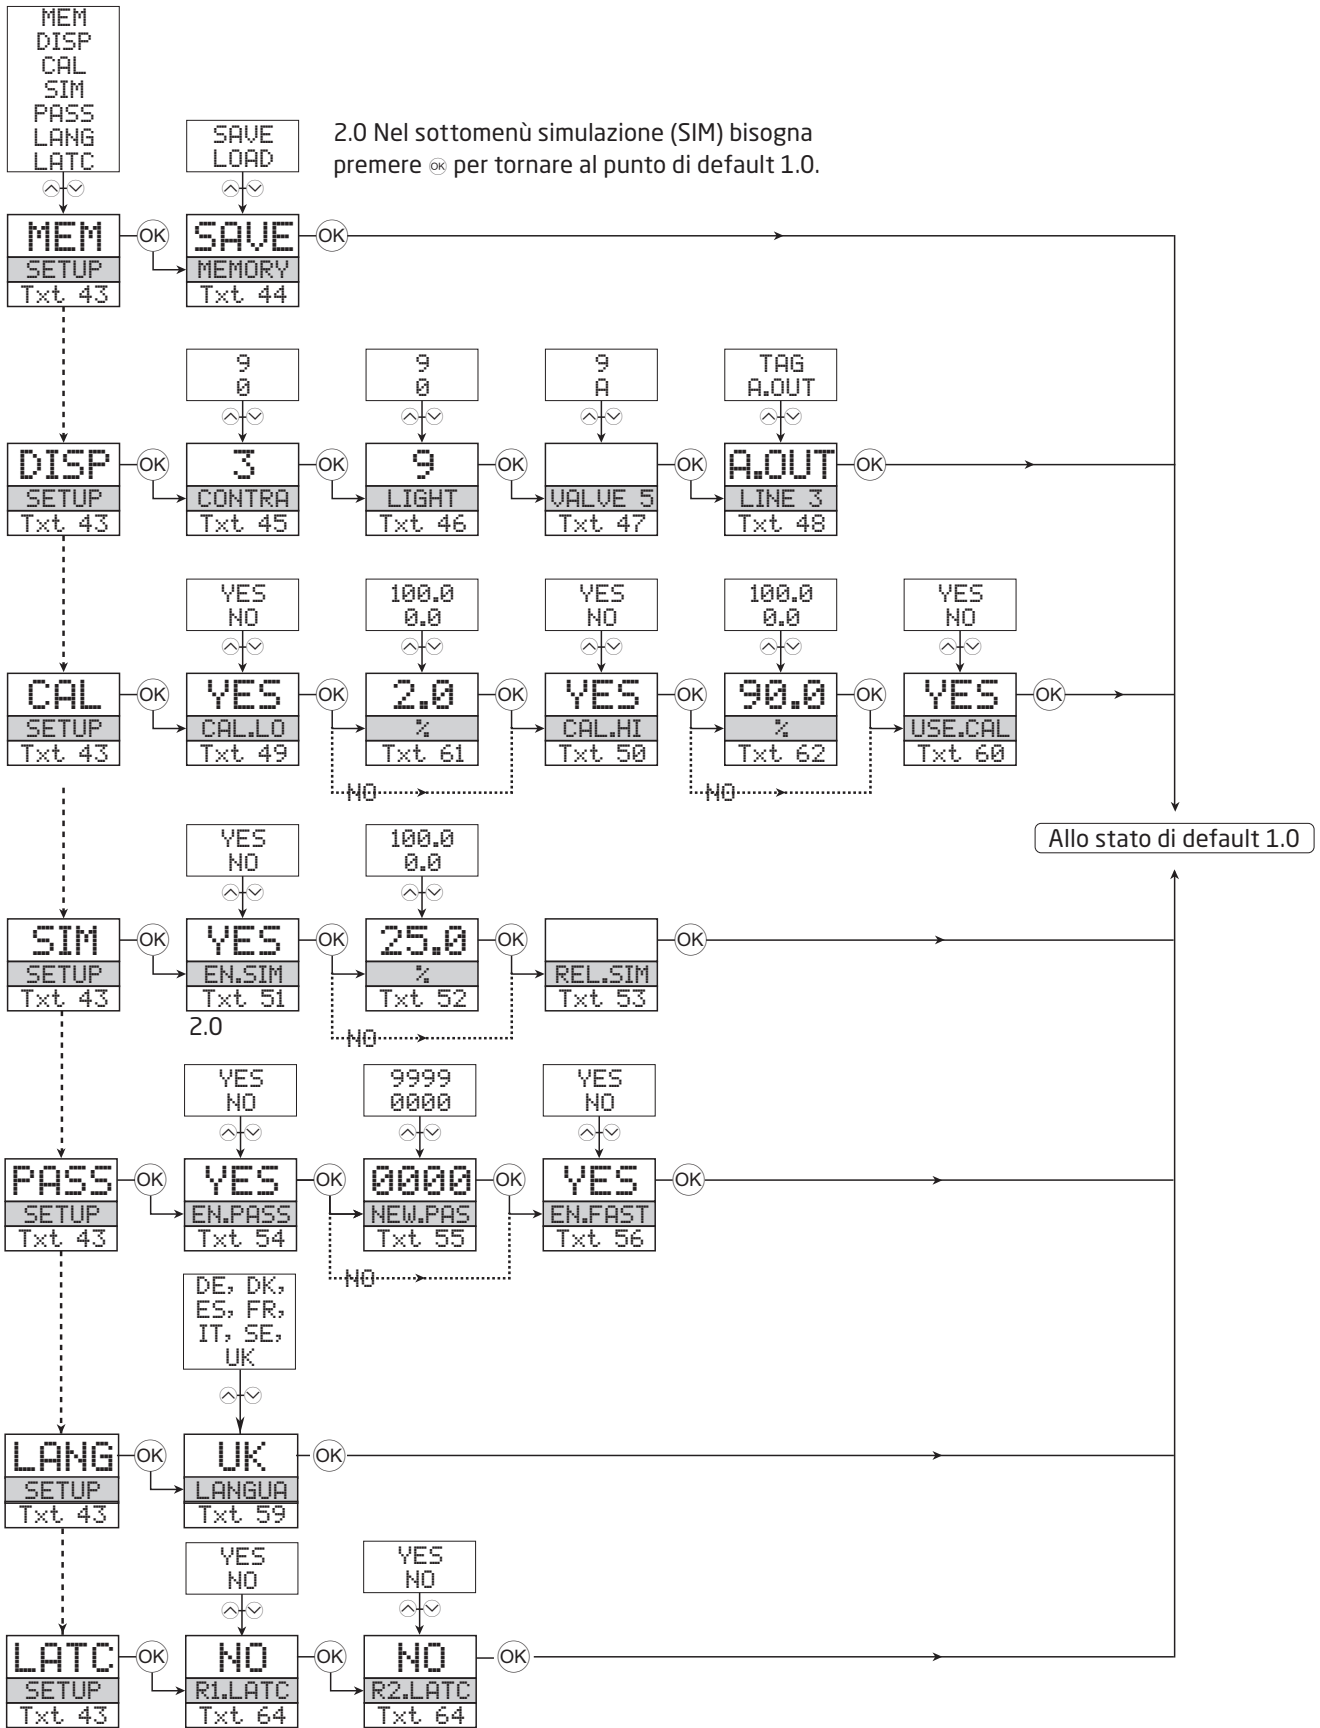 MEM
DISP
CAL
SIM
PASS
LANG
LATC
SAVE
LOAD
2.0 Nel sottomenù simulazione (SIM) bisogna
premere OK per tornare al punto di default 1.0.
MEM
SETUP
Txt 43
OK
SAVE
MEMORY
Txt 44
OK
9
0
9
0
9
A
TAG
A.OUT
DISP
SETUP
Txt 43
OK
3
CONTRA
Txt 45
OK
9
LIGHT
Txt 46
OK
VALVE 5
Txt 47
OK
A.OUT
LINE 3
Txt 48
OK
YES
NO
100.0
0.0
YES
NO
100.0
0.0
YES
NO
CAL
SETUP
Txt 43
OK
YES
CAL.LO
Txt 49
OK
2.0
%
Txt 61
OK
YES
CAL.HI
Txt 50
OK
90.0
%
Txt 62
OK
YES
USE.CAL
Txt 60
OK
NO
NO
Allo stato di default 1.0
YES
NO
100.0
0.0
SIM
SETUP
Txt 43
OK
YES
EN.SIM
Txt 51
2.0
OK
25.0
%
Txt 52
OK
REL.SIM
Txt 53
OK
NO
YES
NO
9999
0000
YES
NO
PASS
SETUP
Txt 43
OK
YES
EN.PASS
Txt 54
OK
0000
NEW.PAS
Txt 55
OK
YES
EN.FAST
Txt 56
OK
NO
DE, DK,
ES, FR,
IT, SE,
UK
LANG
SETUP
Txt 43
OK
UK
LANGUA
Txt 59
OK
YES
NO
YES
NO
LATC
SETUP
Txt 43
OK
NO
R1.LATC
Txt 64
OK
NO
R2.LATC
Txt 64
OK